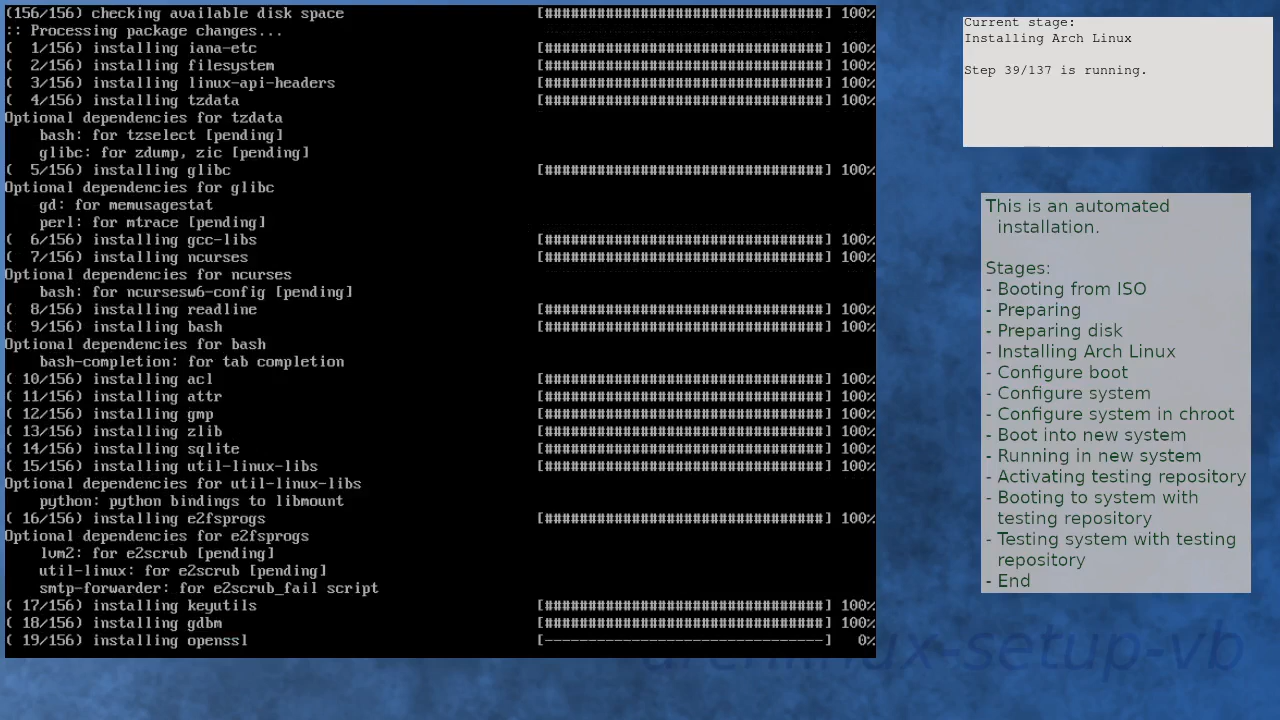 (156/156) checking available disk space [################################] 100%
:: Processing package changes...
(  1/156) installing iana-etc [################################] 100%
(  2/156) installing filesystem [################################] 100%
(  3/156) installing linux-api-headers [################################] 100%
(  4/156) installing tzdata [################################] 100%
Optional dependencies for tzdata
    bash: for tzselect [pending]
    glibc: for zdump, zic [pending]
(  5/156) installing glibc [################################] 100%
Optional dependencies for glibc
    gd: for memusagestat
    perl: for mtrace [pending]
(  6/156) installing gcc-libs [################################] 100%
(  7/156) installing ncurses [################################] 100%
Optional dependencies for ncurses
    bash: for ncursesw6-config [pending]
(  8/156) installing readline [################################] 100%
(  9/156) installing bash [################################] 100%
Optional dependencies for bash
    bash-completion: for tab completion
( 10/156) installing acl [################################] 100%
( 11/156) installing attr [################################] 100%
( 12/156) installing gmp [################################] 100%
( 13/156) installing zlib [################################] 100%
( 14/156) installing sqlite [################################] 100%
( 15/156) installing util-linux-libs [################################] 100%
Optional dependencies for util-linux-libs
    python: python bindings to libmount
( 16/156) installing e2fsprogs [################################] 100%
Optional dependencies for e2fsprogs
    lvm2: for e2scrub [pending]
    util-linux: for e2scrub [pending]
    smtp-forwarder: for e2scrub_fail script
( 17/156) installing keyutils [################################] 100%
( 18/156) installing gdbm [################################] 100%
( 19/156) installing openssl [--------------------------------] 0%
Current stage:
Installing Arch Linux
Step 39/137 is running.
This is an automated
installation.
Stages:
- Booting from ISO
- Preparing
- Preparing disk
- Installing Arch Linux
- Configure boot
- Configure system
- Configure system in chroot
- Boot into new system
- Running in new system
- Activating testing repository
- Booting to system with
testing repository
- Testing system with testing
repository
- End
archlinux-setup-vb